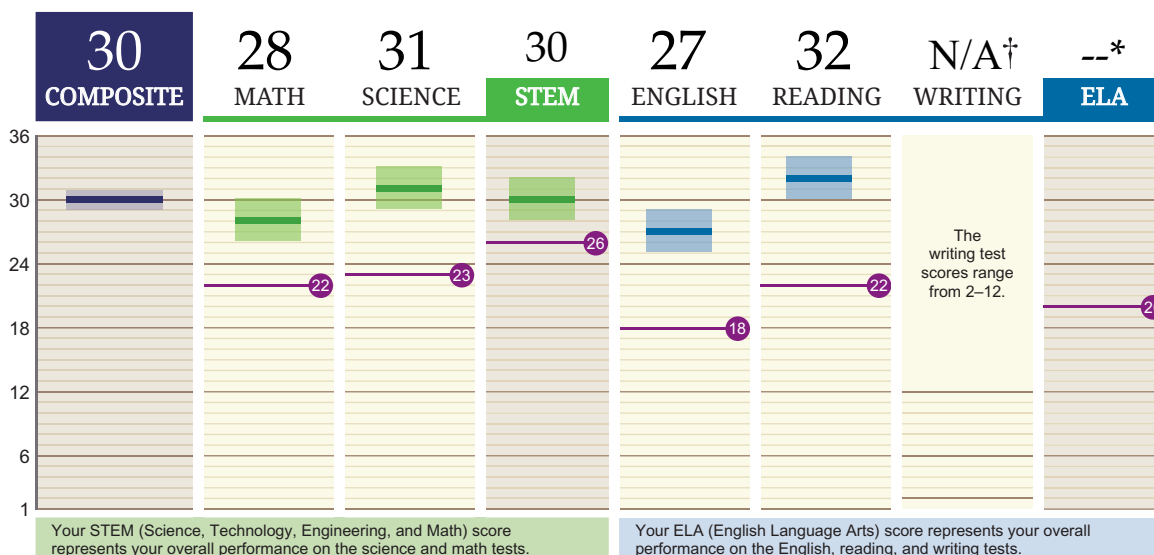 30 28 31 30 27 32 N/A† --*
COMPOSITE MATH SCIENCE STEM ENGLISH READING WRITING ELA
36
30
24
18
12
6
1
22
23
26
18
22
The
writing test
scores range
from 2–12.
Your STEM (Science, Technology, Engineering, and Math) score
represents your overall performance on the science and math tests.
Your ELA (English Language Arts) score represents your overall
performance on the English, reading, and writing tests.